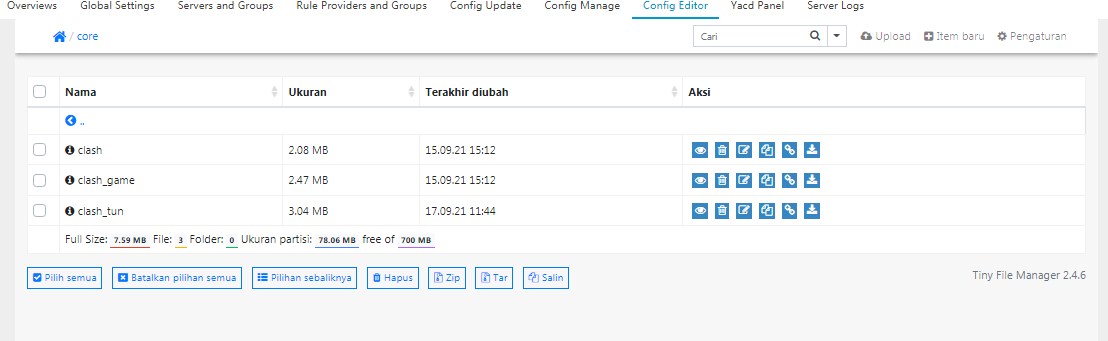 Overviews Global Settings Servers and Groups Rule Providers and Groups Config Update Config Manage Config Editor Yacd Panel Server Logs
/ core Cari Upload Item baru Pengaturan
Nama Ukuran Terakhir diubah Aksi
..
clash 2.08 MB 15.09.21 15:12
clash_game 2.47 MB 15.09.21 15:12
clash_tun 3.04 MB 17.09.21 11:44
Full Size: 7.59 MB File: 3 Folder: 0 Ukuran partisi: 78.06 MB free of 700 MB
Pilih semua Batalkan pilihan semua Pilihan sebaliknya Hapus Zip Tar Salin Tiny File Manager 2.4.6